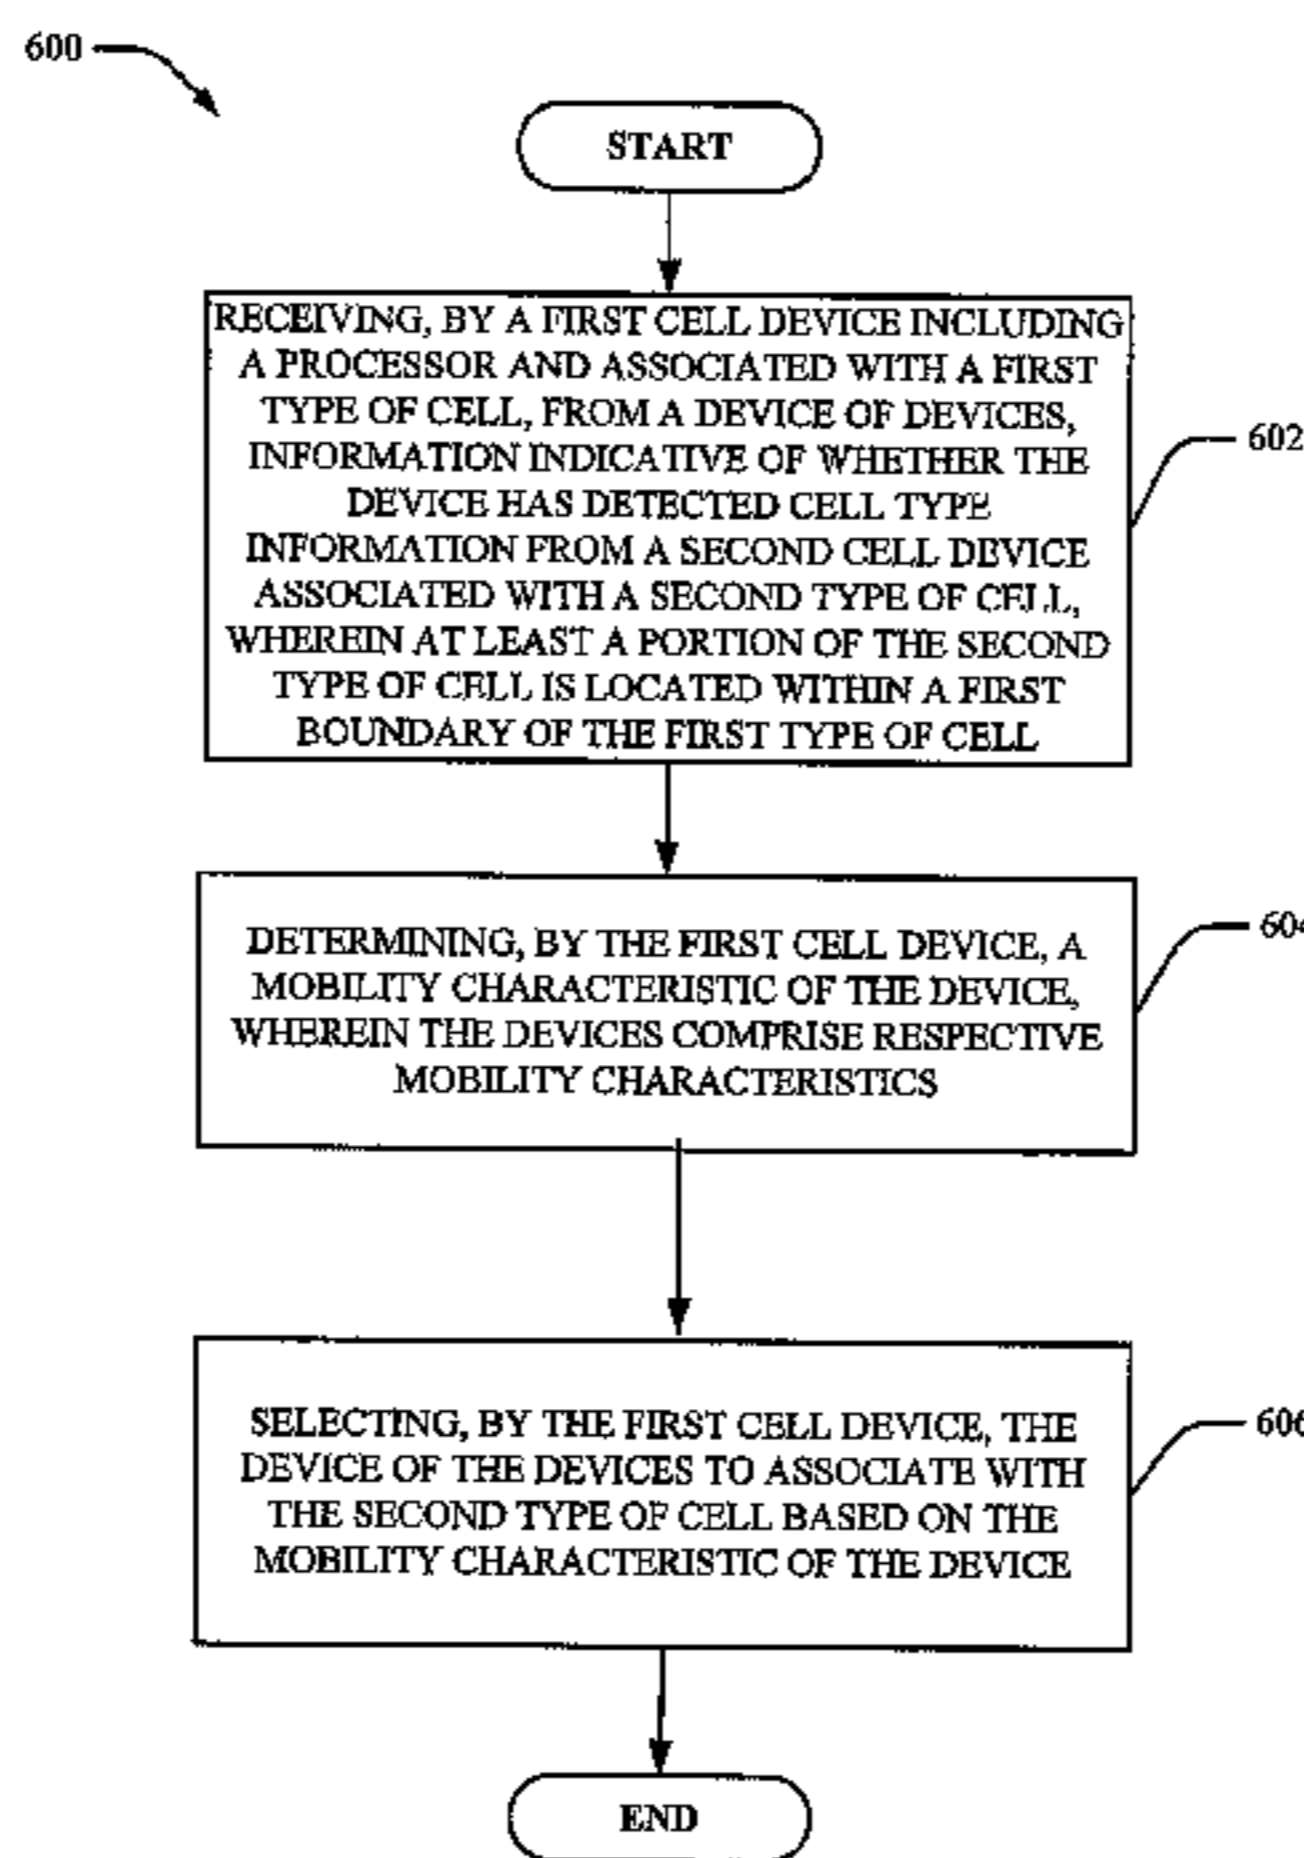 600
START
RECEIVING, BY A FIRST CELL DEVICE INCLUDING
A PROCESSOR AND ASSOCIATED WITH A FIRST
TYPE OF CELL, FROM A DEVICE OF DEVICES,
INFORMATION INDICATIVE OF WHETHER THE
DEVICE HAS DETECTED CELL TYPE
INFORMATION FROM A SECOND CELL DEVICE
ASSOCIATED WITH A SECOND TYPE OF CELL,
WHEREIN AT LEAST A PORTION OF THE SECOND
TYPE OF CELL IS LOCATED WITHIN A FIRST
BOUNDARY OF THE FIRST TYPE OF CELL
602
DETERMINING, BY THE FIRST CELL DEVICE, A
MOBILITY CHARACTERISTIC OF THE DEVICE,
WHEREIN THE DEVICES COMPRISE RESPECTIVE
MOBILITY CHARACTERISTICS
604
SELECTING, BY THE FIRST CELL DEVICE, THE
DEVICE OF THE DEVICES TO ASSOCIATE WITH
THE SECOND TYPE OF CELL BASED ON THE
MOBILITY CHARACTERISTIC OF THE DEVICE
606
END